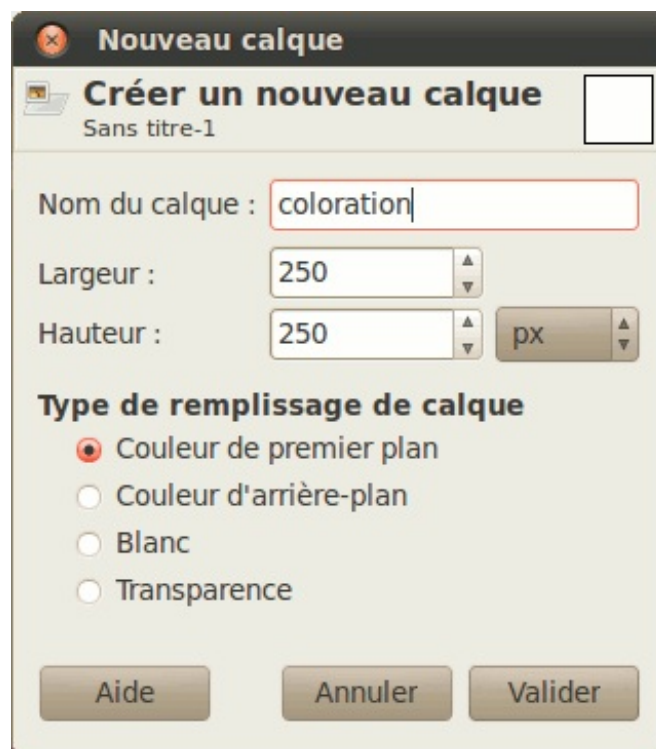 Nouveau calque
Créer un nouveau calque
Sans titre-1
Nom du calque : coloration
Largeur : 250
Hauteur : 250 px
Type de remplissage de calque
Couleur de premier plan
Couleur d'arrière-plan
Blanc
Transparence
Aide Annuler Valider